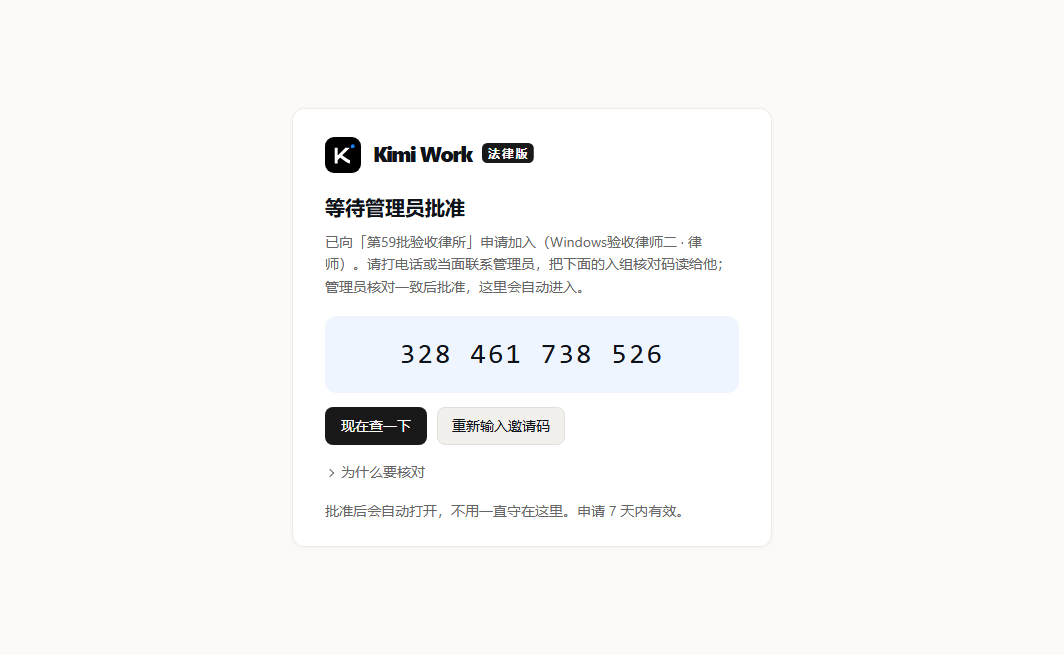 Kimi Work 法律版
等待管理员批准
已向「第59批验收律所」申请加入（Windows验收律师二 · 律
师）。请打电话或当面联系管理员，把下面的入组核对码读给他；
管理员核对一致后批准，这里会自动进入。
328 461 738 526
现在查一下 重新输入邀请码
为什么要核对
批准后会自动打开，不用一直守在这里。申请 7 天内有效。